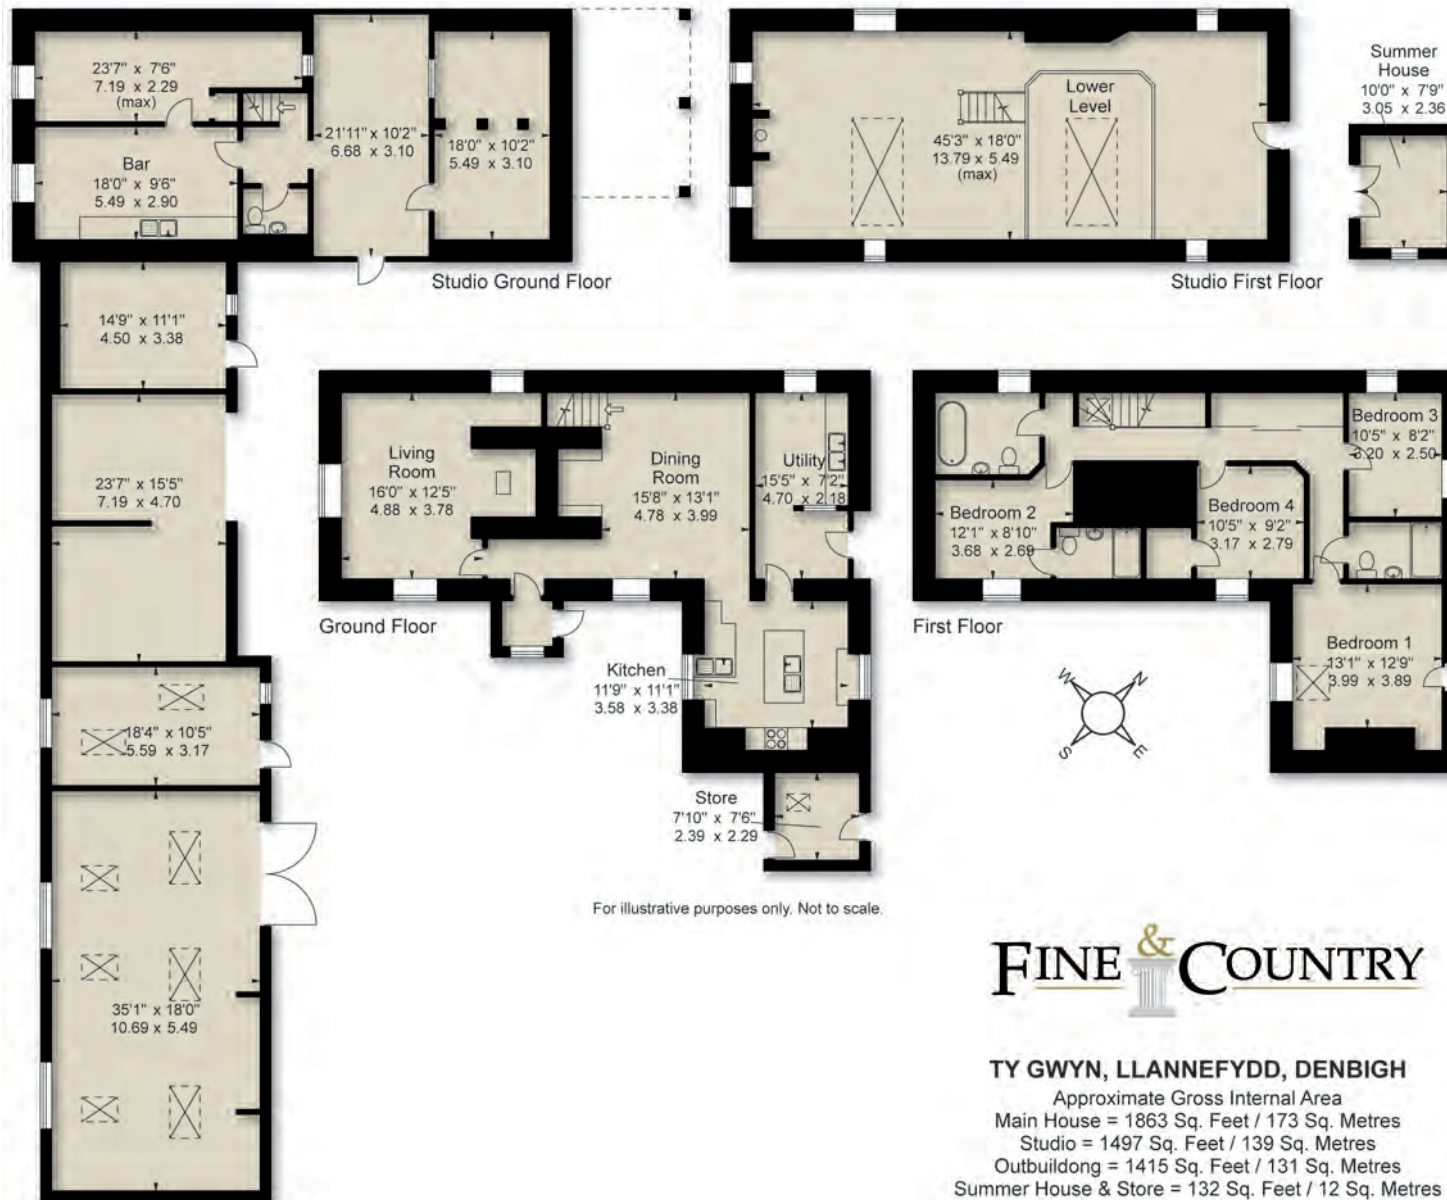 23'7" x 7'6"
7.19 x 2.29
(max)
Bar
18'0" x 9'6"
5.49 x 2.90
21'11" x 10'2"
6.68 x 3.10
18'0" x 10'2"
5.49 x 3.10
Studio Ground Floor
Lower
Level
45'3" x 18'0"
13.79 x 5.49
(max)
Studio First Floor
Summer
House
10'0" x 7'9"
3.05 x 2.36
14'9" x 11'1"
4.50 x 3.38
23'7" x 15'5"
7.19 x 4.70
18'4" x 10'5"
5.59 x 3.17
35'1" x 18'0"
10.69 x 5.49
Living
Room
16'0" x 12'5"
4.88 x 3.78
Dining
Room
15'8" x 13'1"
4.78 x 3.99
Utility
15'5" x 7'2"
4.70 x 2.18
Ground Floor
Kitchen
11'9" x 11'1"
3.58 x 3.38
Store
7'10" x 7'6"
2.39 x 2.29
Bedroom 3
10'5" x 8'2"
3.20 x 2.50
Bedroom 2
12'1" x 8'10"
3.68 x 2.69
Bedroom 4
10'5" x 9'2"
3.17 x 2.79
First Floor
Bedroom 1
13'1" x 12'9"
3.99 x 3.89
W
N
S
E
For illustrative purposes only. Not to scale.
FINE & COUNTRY
TY GWYN, LLANNEFYDD, DENBIGH
Approximate Gross Internal Area
Main House = 1863 Sq. Feet / 173 Sq. Metres
Studio = 1497 Sq. Feet / 139 Sq. Metres
Outbuildong = 1415 Sq. Feet / 131 Sq. Metres
Summer House & Store = 132 Sq. Feet / 12 Sq. Metres